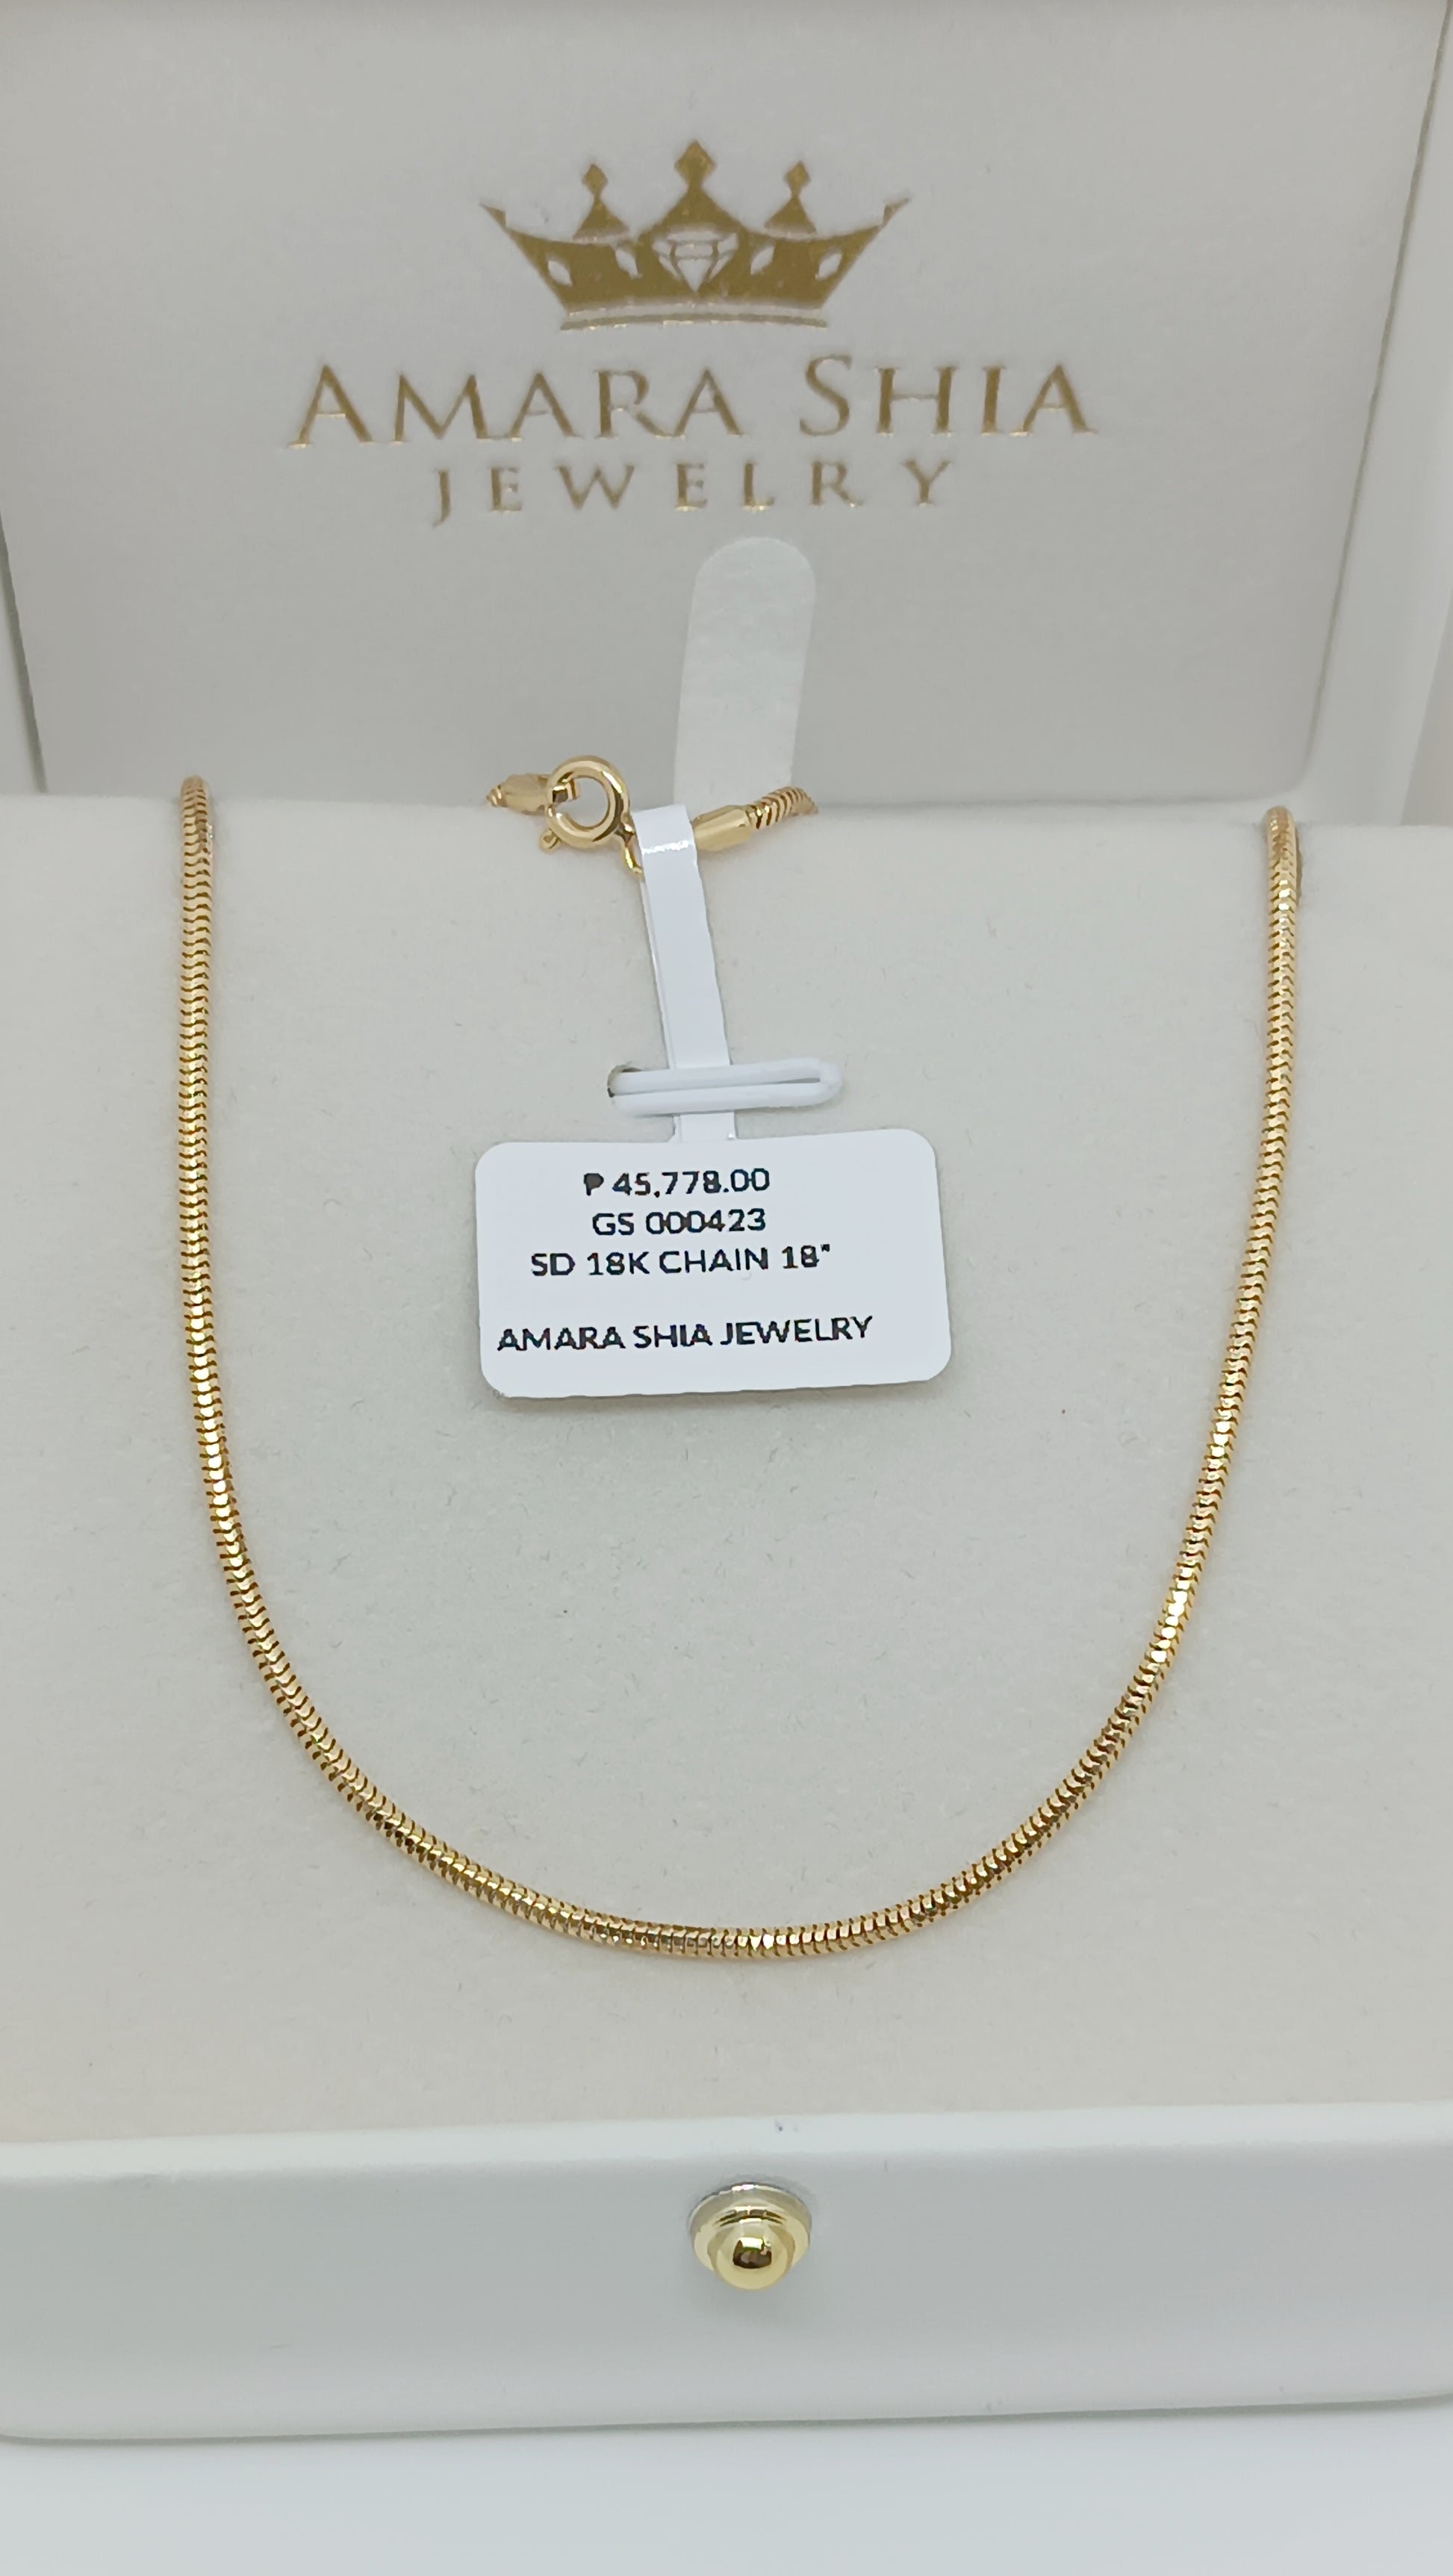 AMARA SHIA
JEWELRY
₱ 45,778.00
GS 000423
SD 18K CHAIN 18"
AMARA SHIA JEWELRY